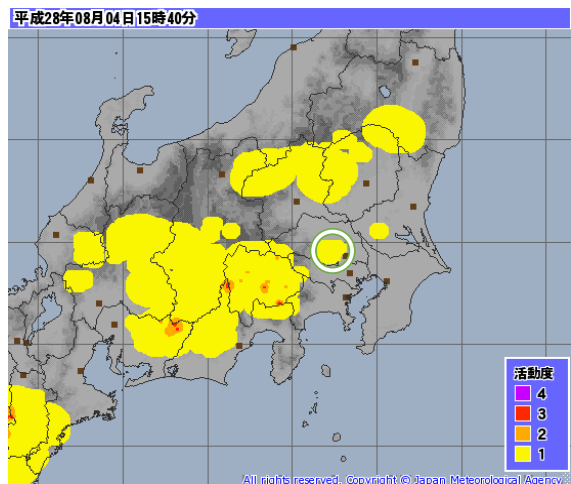 平成28年08月04日15時40分
活動度
4
3
2
1
All rights reserved. Copyright © Japan Meteorological Agency